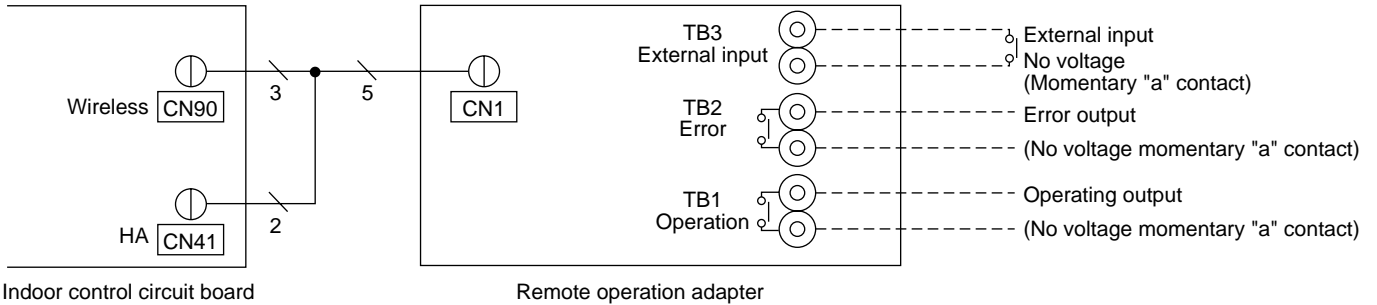 Wireless
CN90
3
5
HA
CN41
2
CN1
TB3
External input
TB2
Error
TB1
Operation
External input
No voltage
(Momentary "a" contact)
Error output
(No voltage momentary "a" contact)
Operating output
(No voltage momentary "a" contact)
Indoor control circuit board
Remote operation adapter